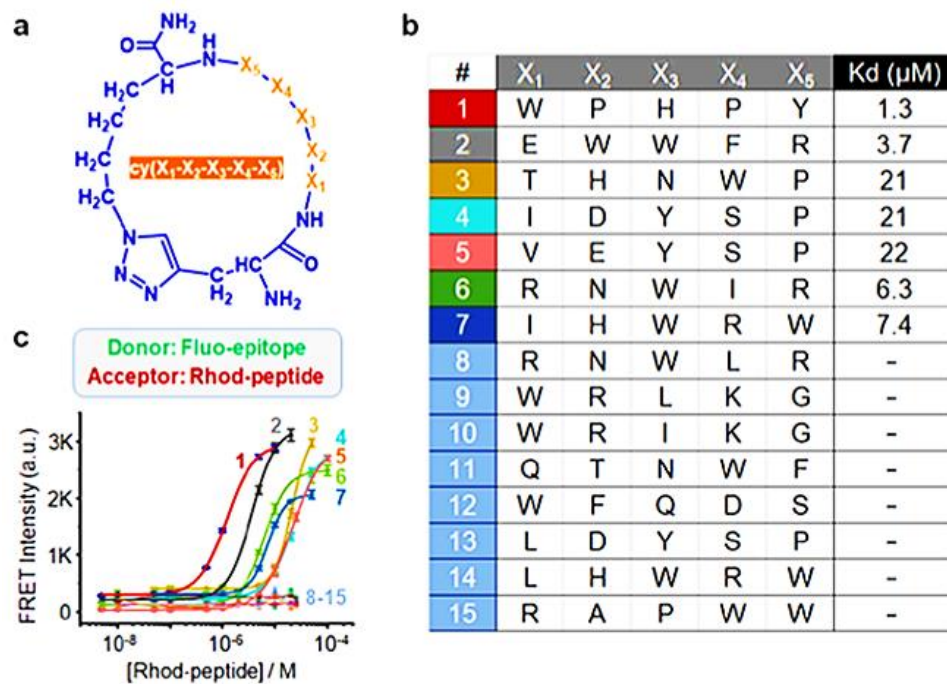 a
NH₂
O
C
H
N
CH
X₅
X₄
X₃
X₂
X₁
H₂C
CH₂
H₂C
CH₂
H₂C
cy(X₁-X₂-X₃-X₄-X₅)
NH
N
N
N
C
H₂
HC
O
NH₂
b
# X₁ X₂ X₃ X₄ X₅ Kd (µM)
1 W P H P Y 1.3
2 E W W F R 3.7
3 T H N W P 21
4 I D Y S P 21
5 V E Y S P 22
6 R N W I R 6.3
7 I H W R W 7.4
8 R N W L R -
9 W R L K G -
10 W R I K G -
11 Q T N W F -
12 W F Q D S -
13 L D Y S P -
14 L H W R W -
15 R A P W W -
c
Donor: Fluo-epitope
Acceptor: Rhod-peptide
FRET Intensity (a.u.)
3K
2K
1K
0
1
2
3
4
5
6
7
8-15
10⁻⁸ 10⁻⁶ 10⁻⁴
[Rhod-peptide] / M